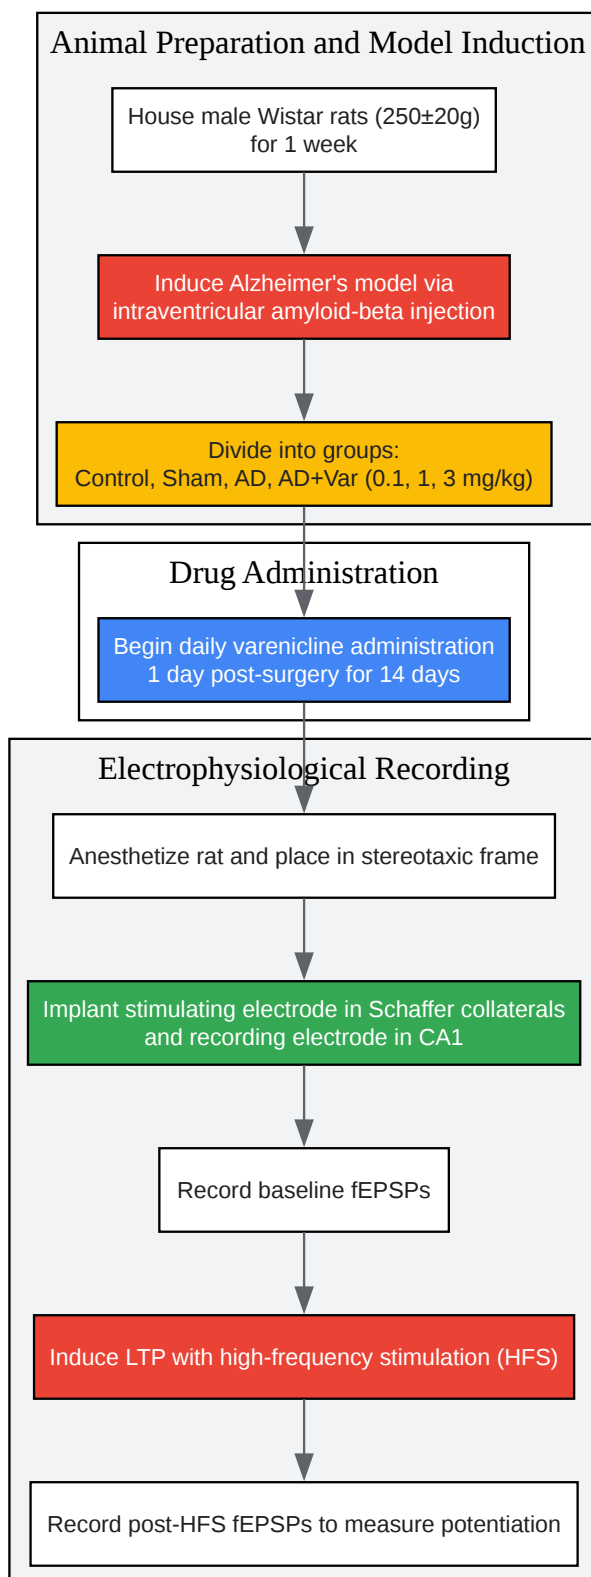 Animal Preparation and Model Induction
House male Wistar rats (250±20g)
for 1 week
Induce Alzheimer's model via
intraventricular amyloid-beta injection
Divide into groups:
Control, Sham, AD, AD+Var (0.1, 1, 3 mg/kg)
Drug Administration
Begin daily varenicline administration
1 day post-surgery for 14 days
Electrophysiological Recording
Anesthetize rat and place in stereotaxic frame
Implant stimulating electrode in Schaffer collaterals
and recording electrode in CA1
Record baseline fEPSPs
Induce LTP with high-frequency stimulation (HFS)
Record post-HFS fEPSPs to measure potentiation